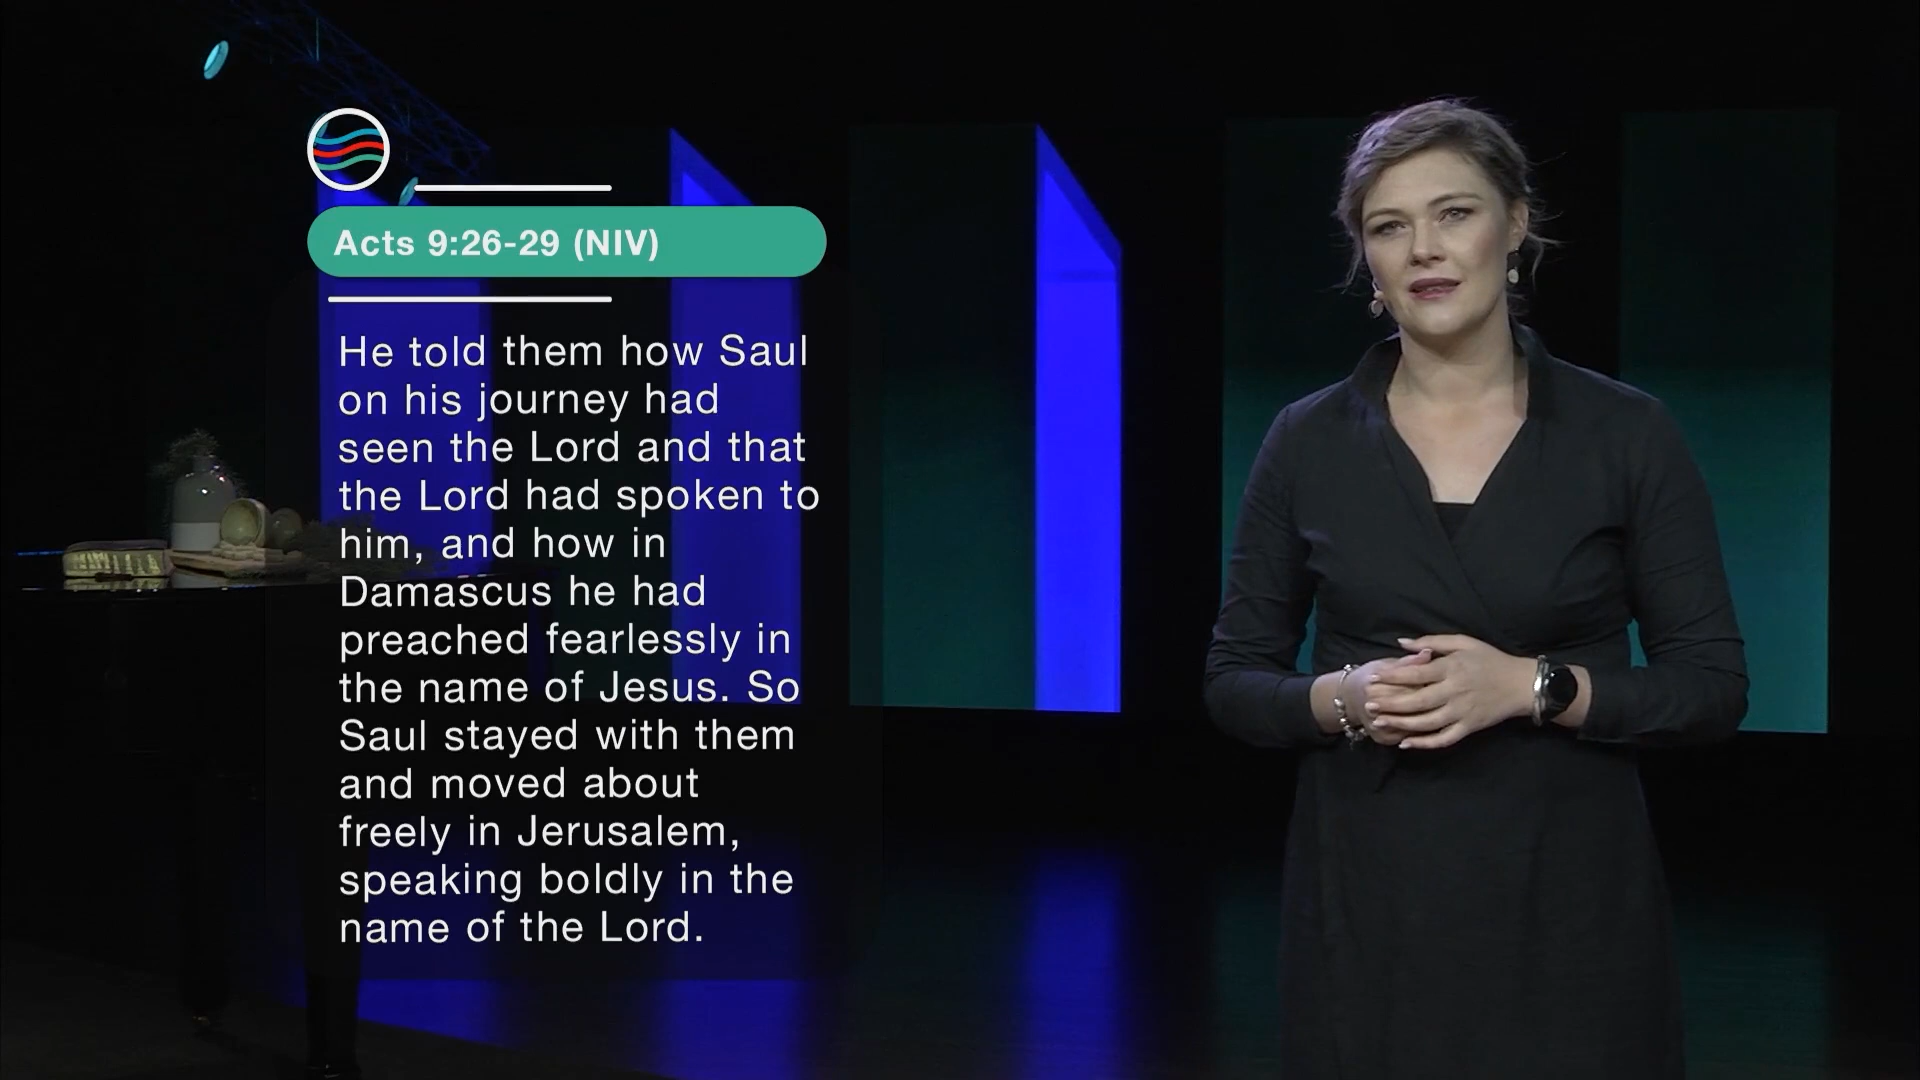 Acts 9:26-29 (NIV)
He told them how Saul
on his journey had
seen the Lord and that
the Lord had spoken to
him, and how in
Damascus he had
preached fearlessly in
the name of Jesus. So
Saul stayed with them
and moved about
freely in Jerusalem,
speaking boldly in the
name of the Lord.